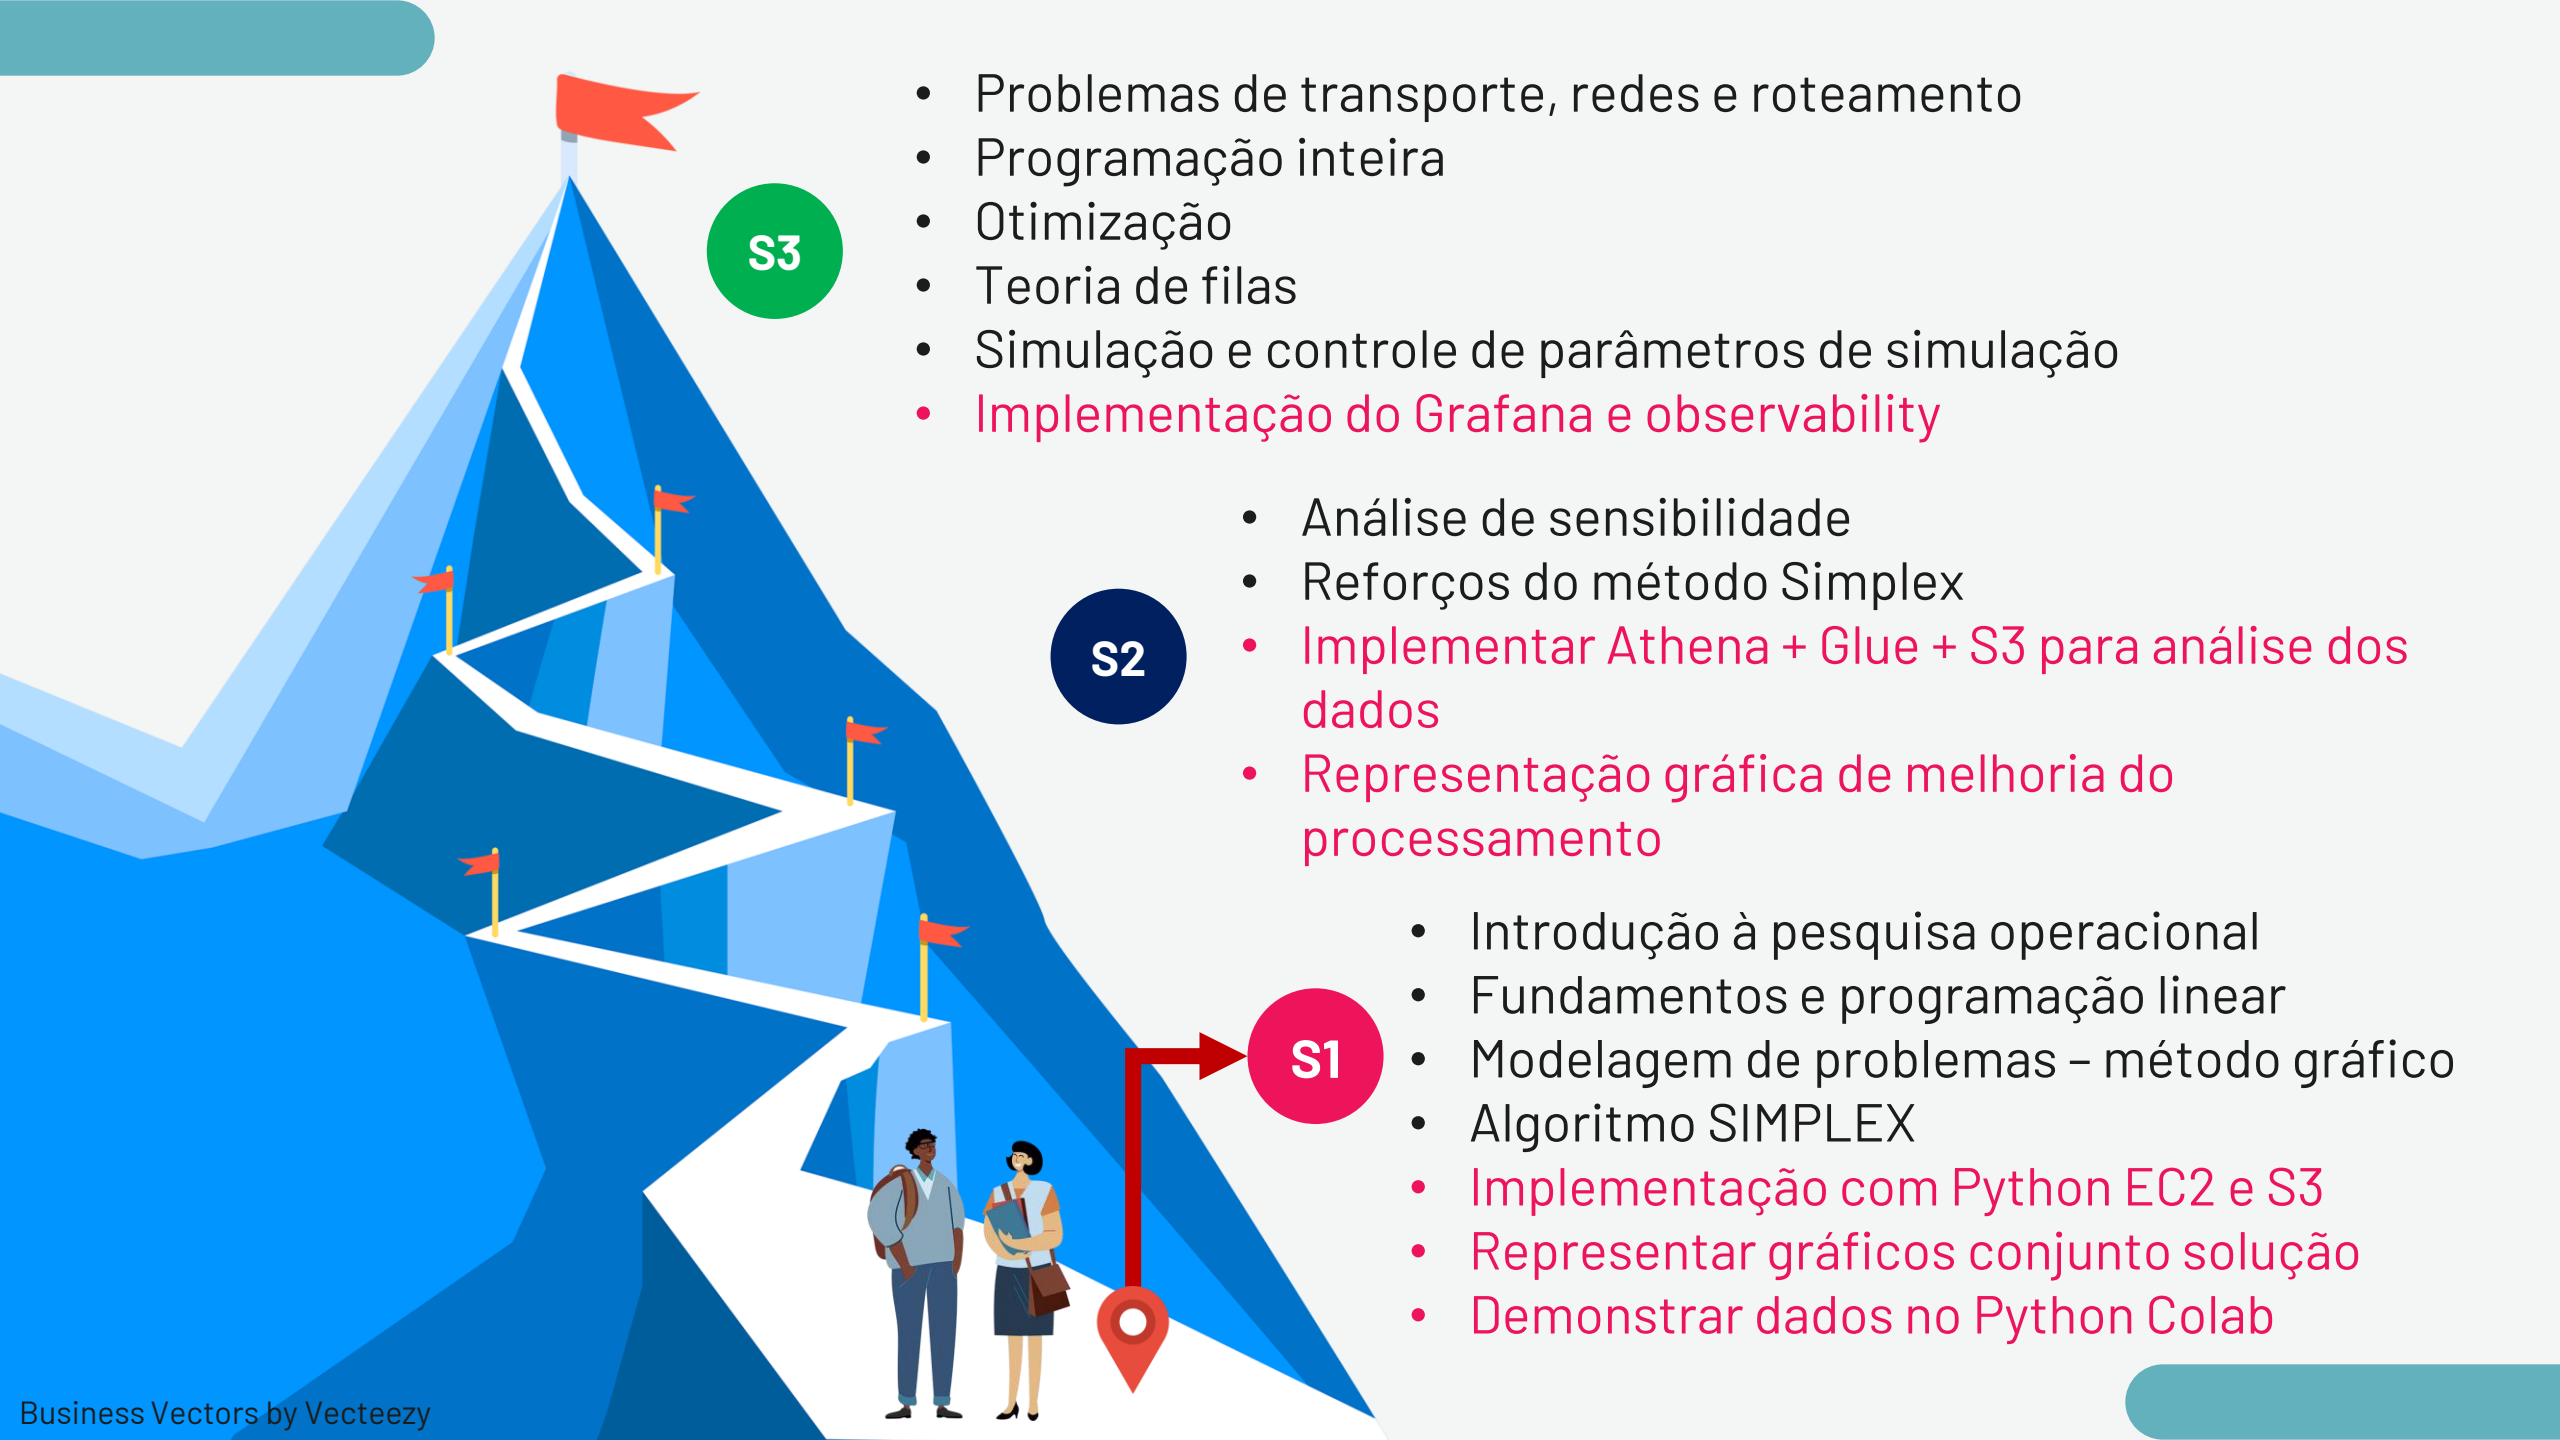 • Problemas de transporte, redes e roteamento
• Programação inteira
• Otimização
• Teoria de filas
• Simulação e controle de parâmetros de simulação
• Implementação do Grafana e observability
S3
• Análise de sensibilidade
• Reforços do método Simplex
• Implementar Athena + Glue + S3 para análise dos
dados
• Representação gráfica de melhoria do
processamento
S2
• Introdução à pesquisa operacional
• Fundamentos e programação linear
• Modelagem de problemas – método gráfico
• Algoritmo SIMPLEX
• Implementação com Python EC2 e S3
• Representar gráficos conjunto solução
• Demonstrar dados no Python Colab
S1
Business Vectors by Vecteezy